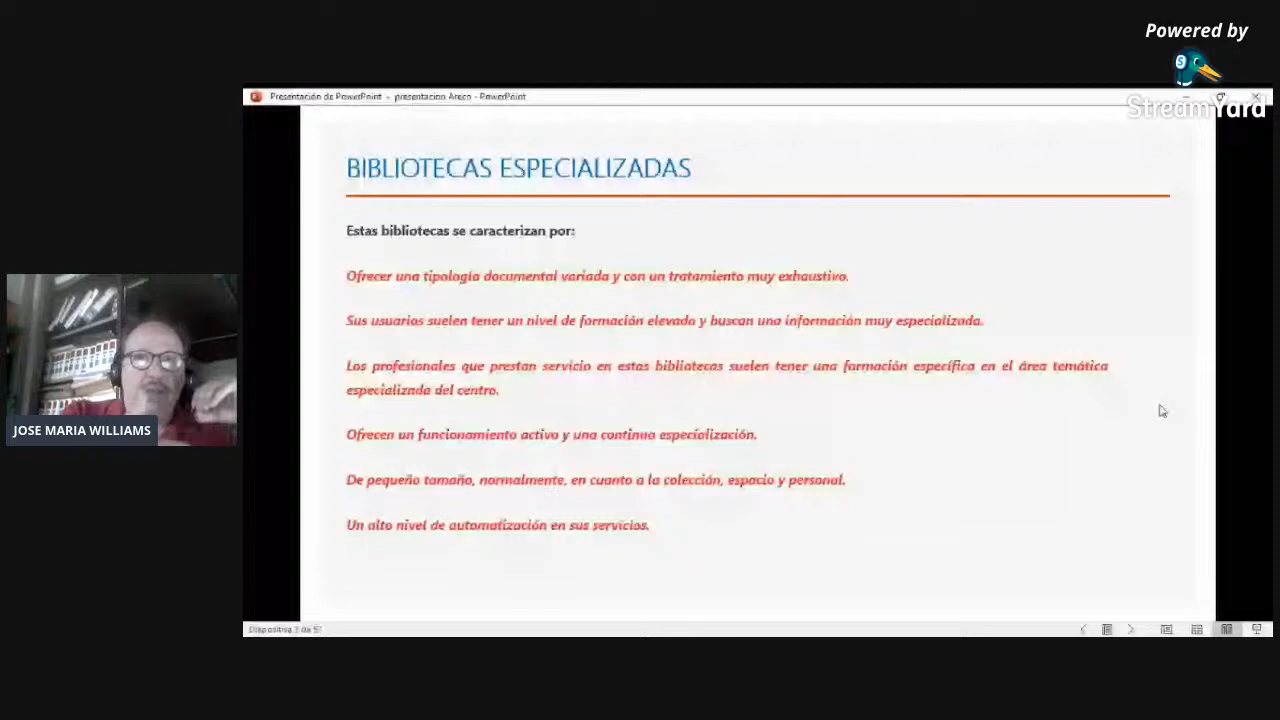 Powered by
StreamYard
Presentación de PowerPoint - presentacion Areco - PowerPoint
BIBLIOTECAS ESPECIALIZADAS
Estas bibliotecas se caracterizan por:
Ofrecer una tipología documental variada y con un tratamiento muy exhaustivo.
Sus usuarios suelen tener un nivel de formación elevado y buscan una información muy especializada.
Los profesionales que prestan servicio en estas bibliotecas suelen tener una formación específica en el área temática
especializada del centro.
Ofrecen un funcionamiento activo y una continua especialización.
De pequeño tamaño, normalmente, en cuanto a la colección, espacio y personal.
Un alto nivel de automatización en sus servicios.
JOSE MARIA WILLIAMS
Diapositiva 3 de